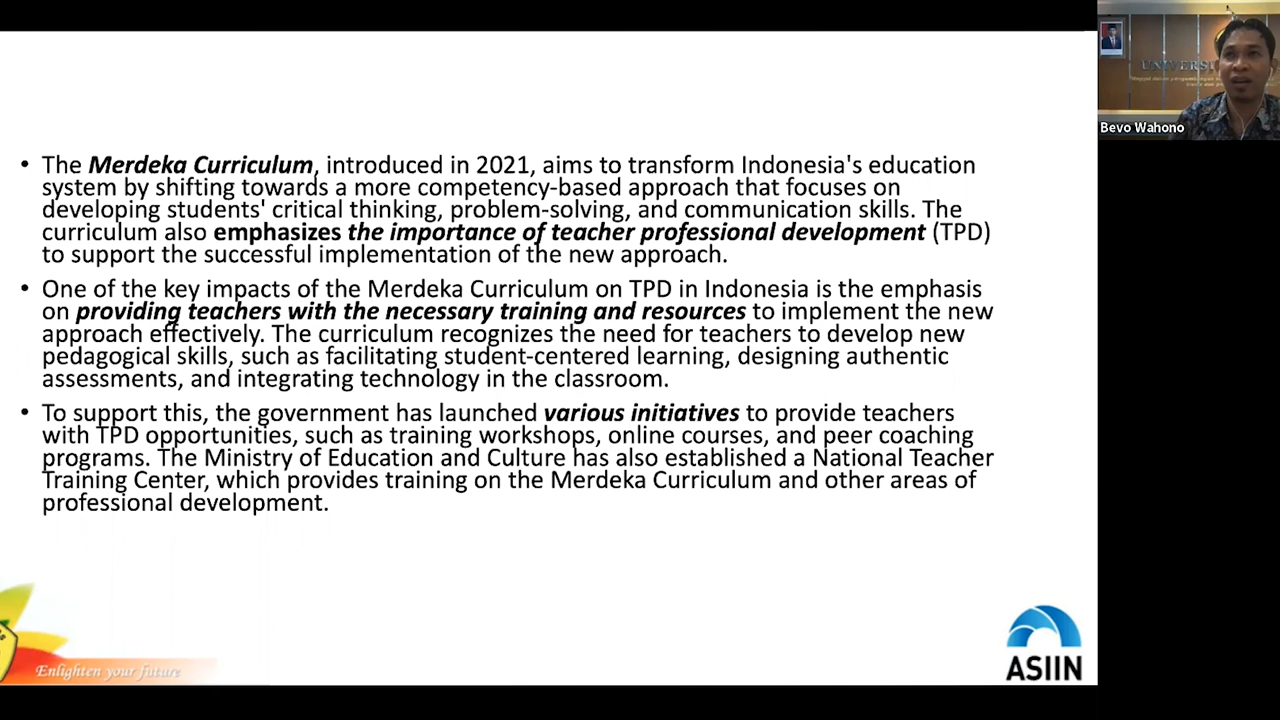 • The Merdeka Curriculum, introduced in 2021, aims to transform Indonesia's education
system by shifting towards a more competency-based approach that focuses on
developing students' critical thinking, problem-solving, and communication skills. The
curriculum also emphasizes the importance of teacher professional development (TPD)
to support the successful implementation of the new approach.
• One of the key impacts of the Merdeka Curriculum on TPD in Indonesia is the emphasis
on providing teachers with the necessary training and resources to implement the new
approach effectively. The curriculum recognizes the need for teachers to develop new
pedagogical skills, such as facilitating student-centered learning, designing authentic
assessments, and integrating technology in the classroom.
• To support this, the government has launched various initiatives to provide teachers
with TPD opportunities, such as training workshops, online courses, and peer coaching
programs. The Ministry of Education and Culture has also established a National Teacher
Training Center, which provides training on the Merdeka Curriculum and other areas of
professional development.
Enlighten your future
ASIIN
Bevo Wahono